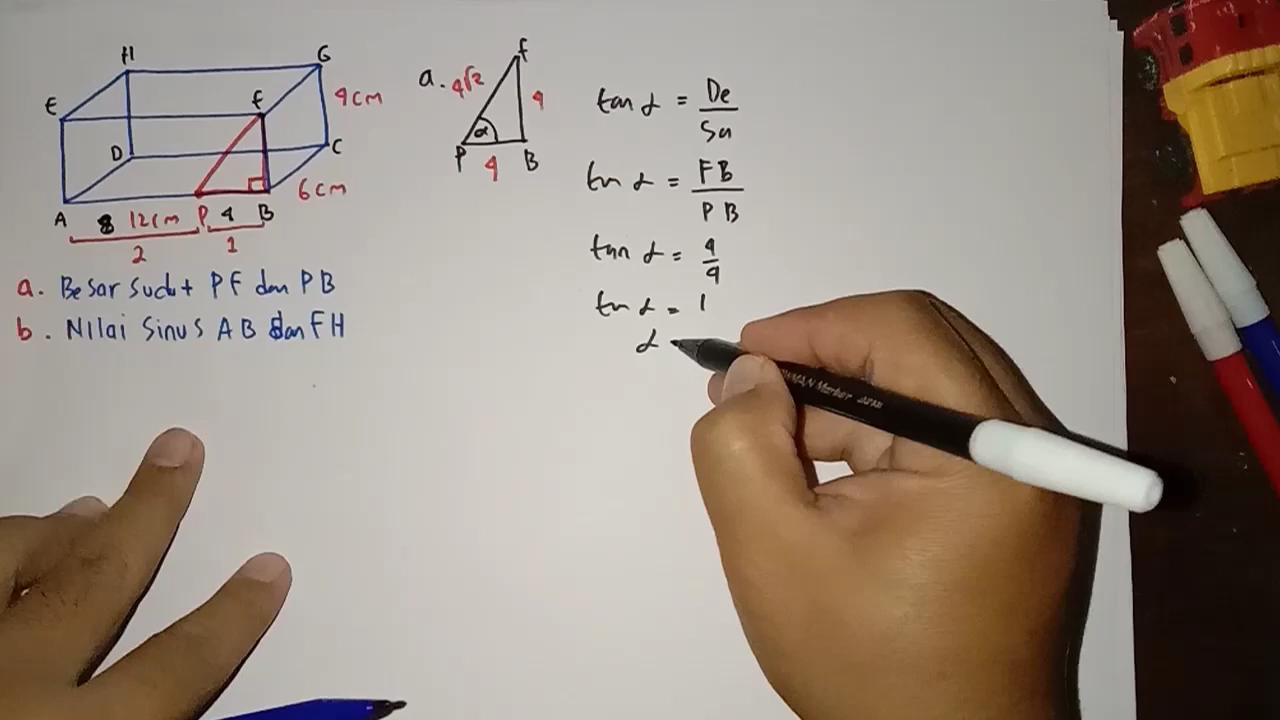 H
G
E
F
4cm
D
C
6cm
A 8 12cm P 4 B
2
1
a. Besar Sudut PF dan PB
b. Nilai Sinus AB dan FH
a. 4√2
f
4
α
P
4
B
tan α = De
Sa
tan α = FB
PB
tan α = 4
4
tan α = 1
α